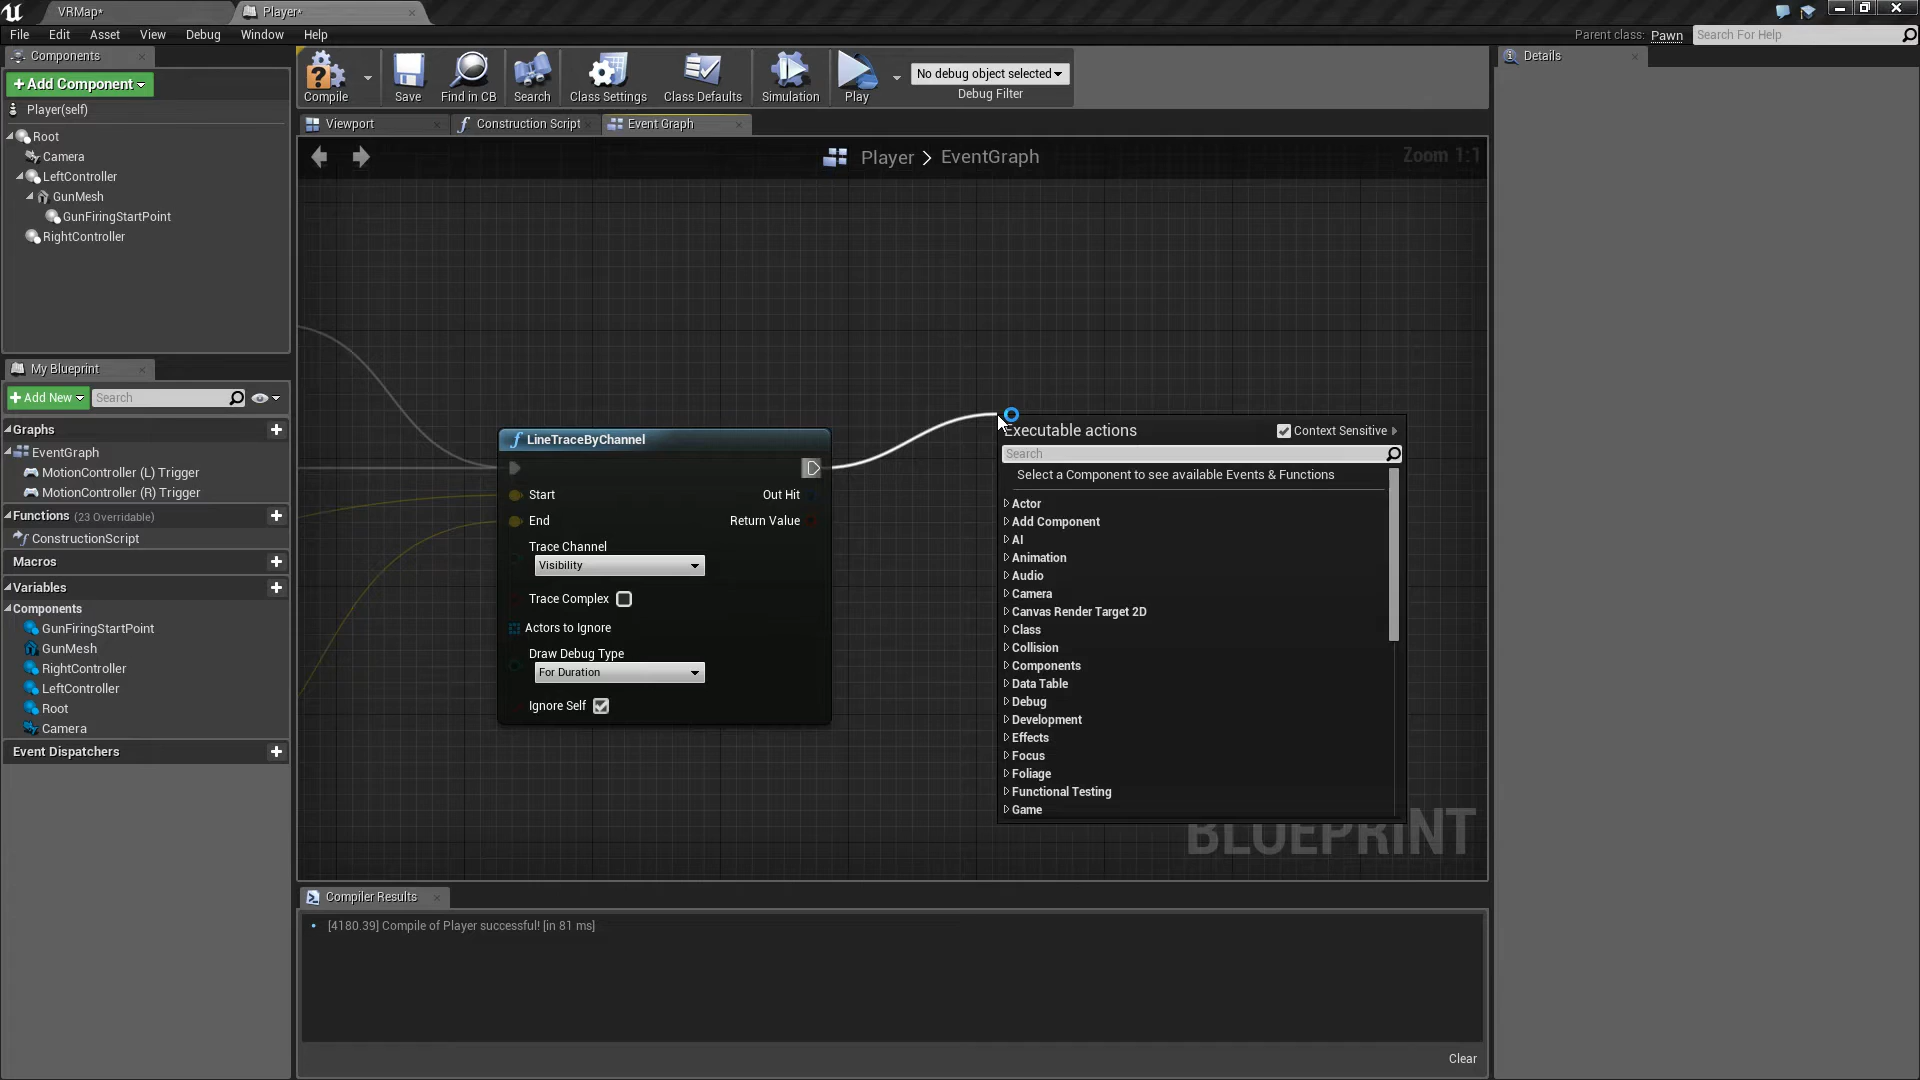 VRMap*
Player*
File Edit Asset View Debug Window Help
Parent class: Pawn
Search For Help
Components
+Add Component
Player(self)
Root
Camera
LeftController
GunMesh
GunFiringStartPoint
RightController
Compile
Save
Find in CB
Search
Class Settings
Class Defaults
Simulation
Play
No debug object selected
Debug Filter
Details
Viewport
Construction Script
Event Graph
Player > EventGraph
Zoom 1:1
My Blueprint
+Add New
Search
Graphs
EventGraph
MotionController (L) Trigger
MotionController (R) Trigger
Functions (23 Overridable)
ConstructionScript
Macros
Variables
Components
GunFiringStartPoint
GunMesh
RightController
LeftController
Root
Camera
Event Dispatchers
LineTraceByChannel
Start
Out Hit
End
Return Value
Trace Channel
Visibility
Trace Complex
Actors to Ignore
Draw Debug Type
For Duration
Ignore Self
Executable actions
Context Sensitive
Search
Select a Component to see available Events & Functions
Actor
Add Component
AI
Animation
Audio
Camera
Canvas Render Target 2D
Class
Collision
Components
Data Table
Debug
Development
Effects
Focus
Foliage
Functional Testing
Game
BLUEPRINT
Compiler Results
• [4180.39] Compile of Player successful! [in 81 ms]
Clear